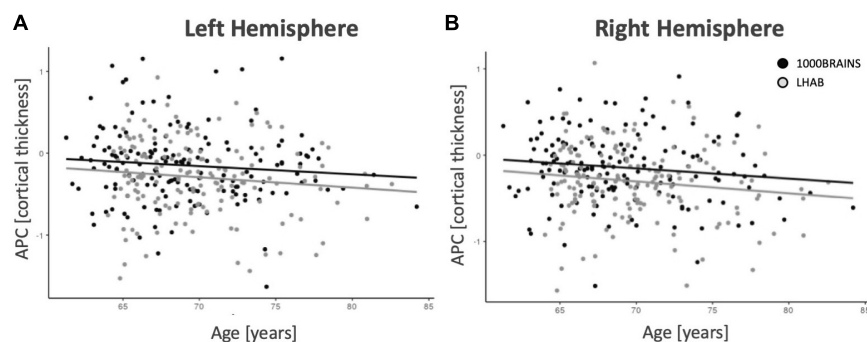 A
Left Hemisphere
APC [cortical thickness]
1
0
-1
65
70
75
80
85
Age [years]
B
Right Hemisphere
1000BRAINS
LHAB
APC [cortical thickness]
1
0
-1
65
70
75
80
85
Age [years]